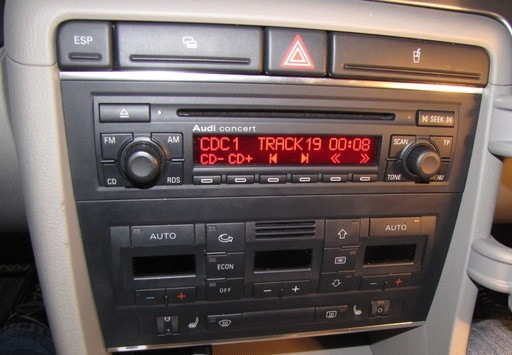 ESP
SEEK
Audi concert
FM AM
CDC1 TRACK19 00:08
CD- CD+
SCAN TP
CD RDS
TONE MENU
AUTO AUTO
ECON
OFF